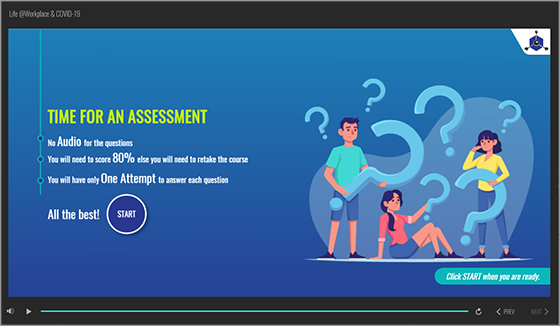 Life @Workplace & COVID-19
TIME FOR AN ASSESSMENT
No Audio for the questions
You will need to score 80% else you will need to retake the course
You will have only One Attempt to answer each question
All the best!
START
Click START when you are ready.
PREV
NEXT